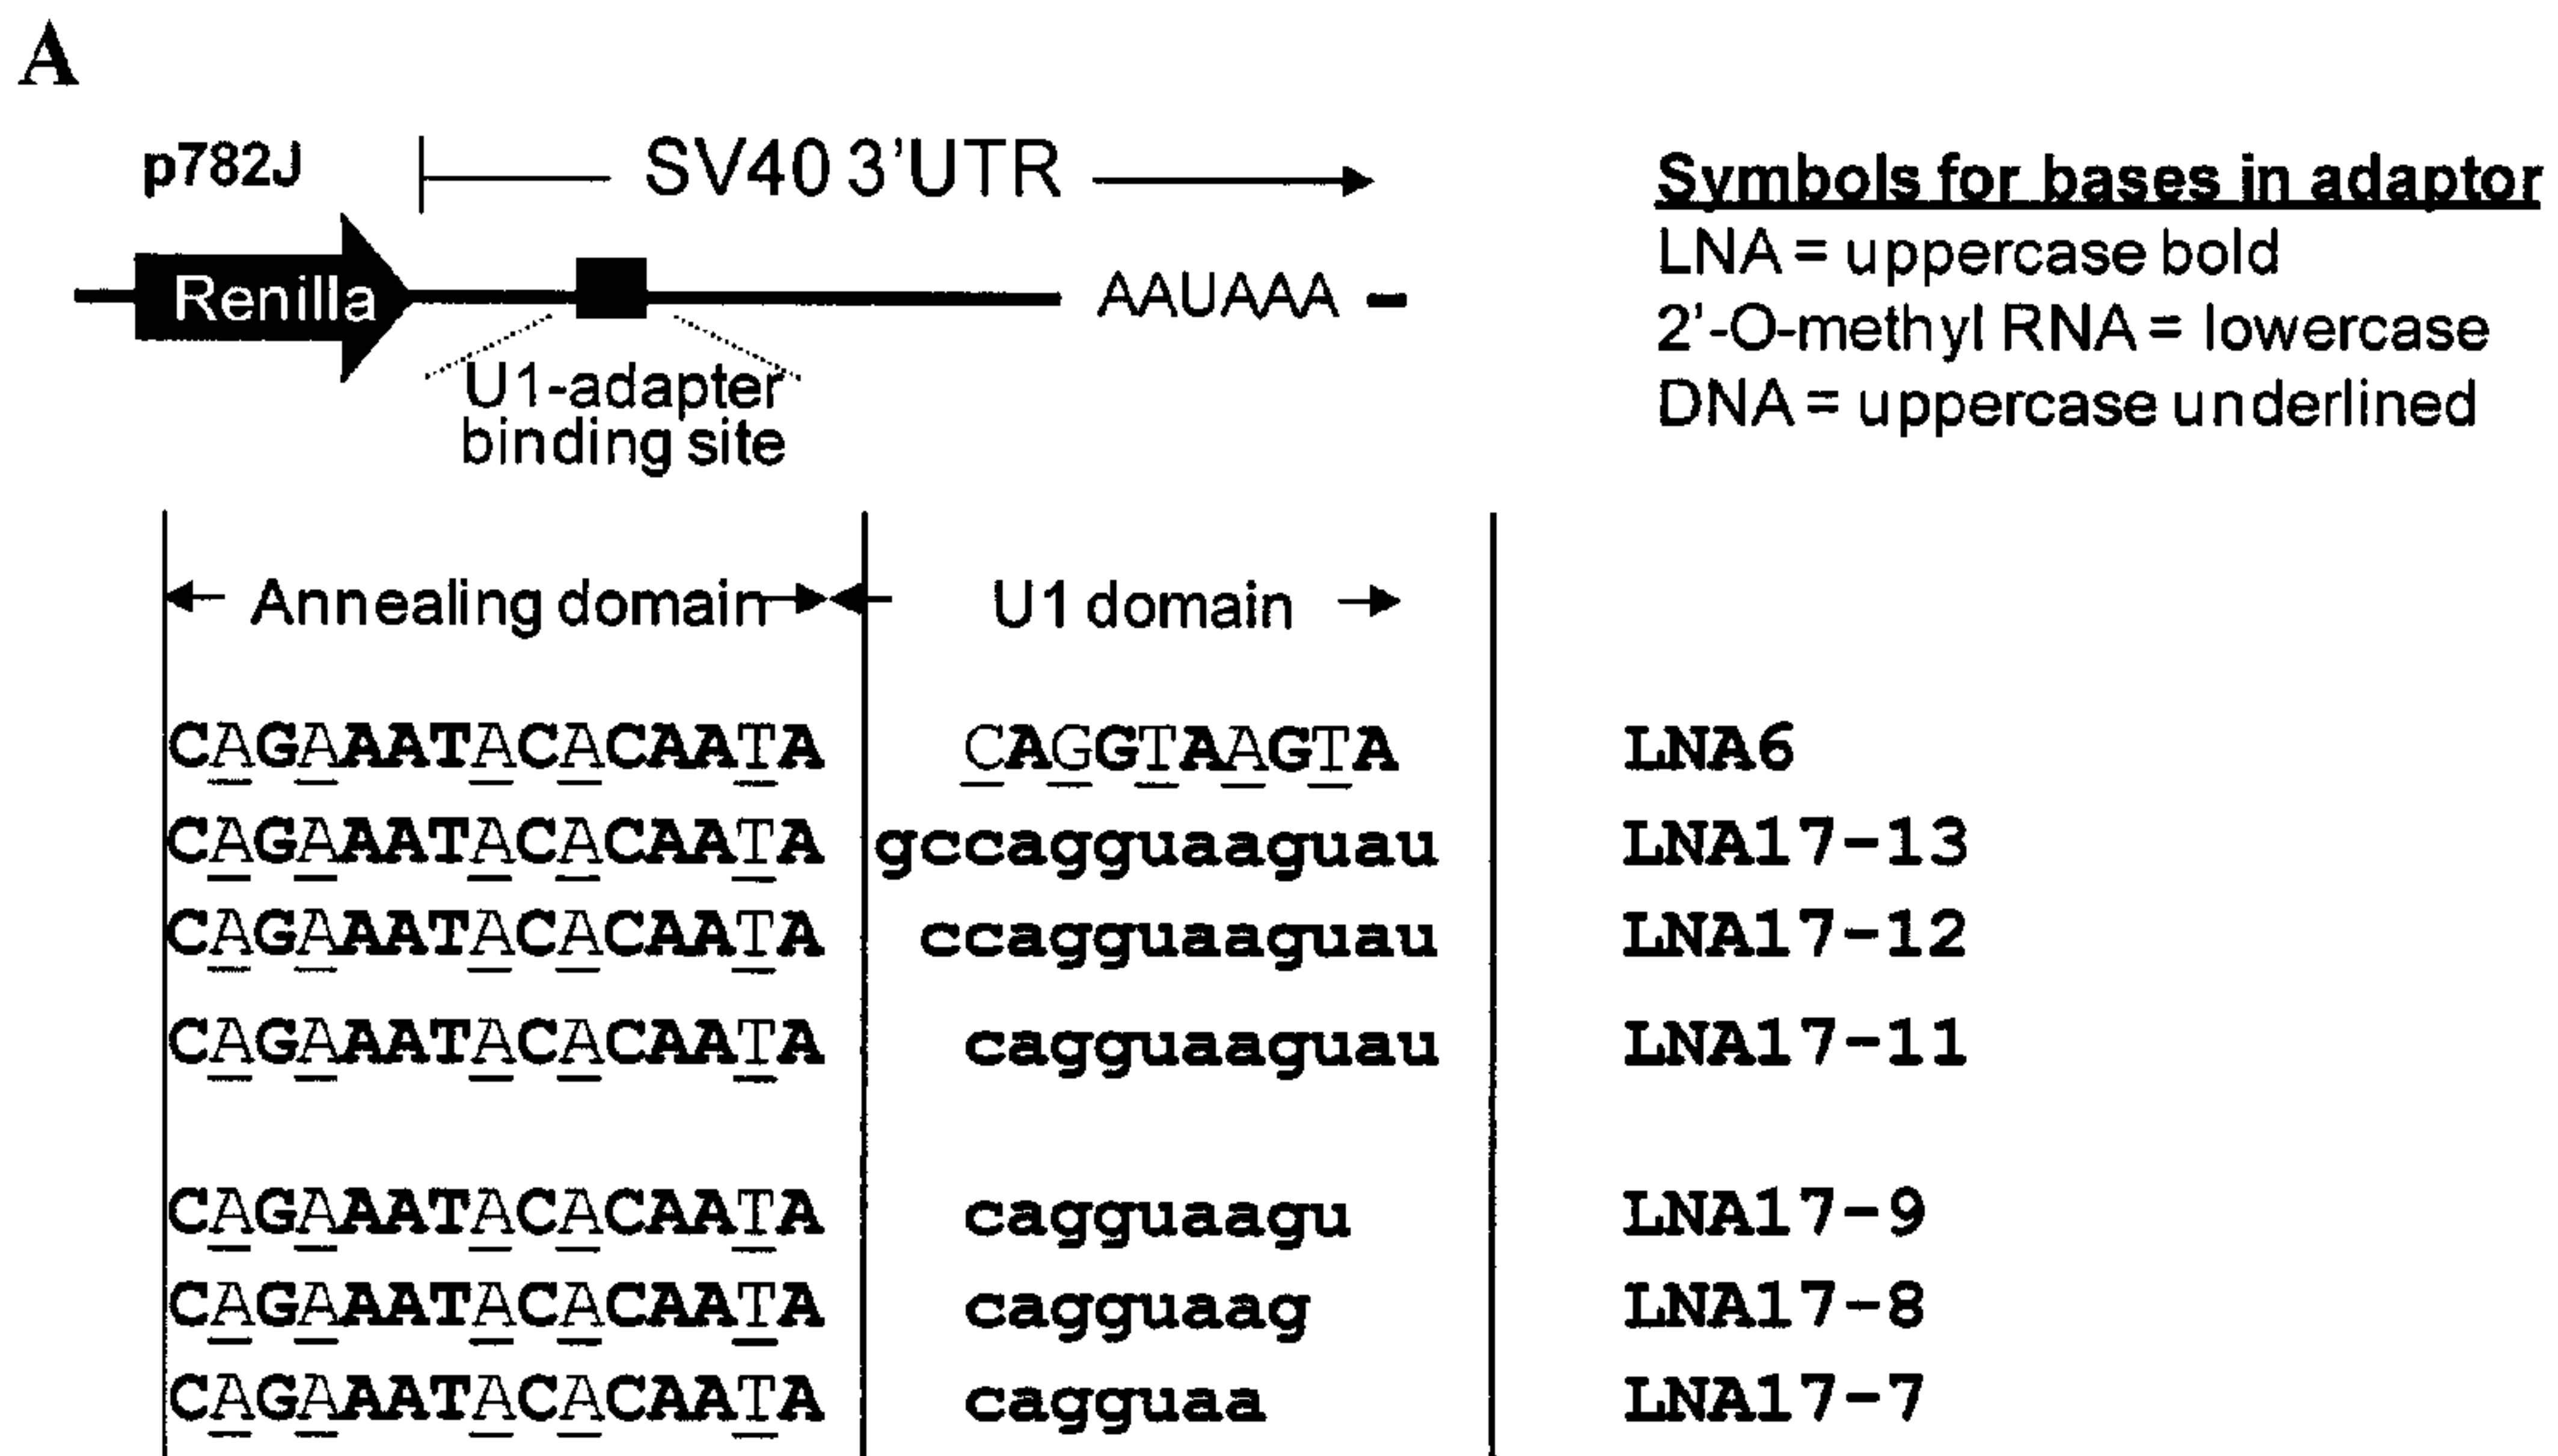 A
p782J
SV40 3'UTR
Symbols for bases in adaptor
LNA = uppercase bold
Renilla
AAUAAA
2'-O-methyl RNA = lowercase
U1-adapter
DNA = uppercase underlined
binding site
Annealing domain U1 domain
CAGAAATACACAATA CAGGTAAGTA LNA6
CAGAAATACACAATA gccagguaaguau LNA17-13
CAGAAATACACAATA ccagguaaguau LNA17-12
CAGAAATACACAATA cagguaaguau LNA17-11
CAGAAATACACAATA cagguaagu LNA17-9
CAGAAATACACAATA cagguaag LNA17-8
CAGAAATACACAATA cagguaa LNA17-7